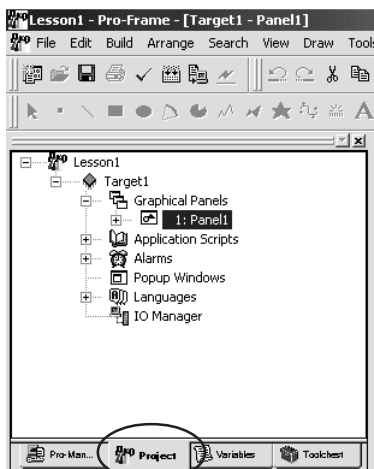 Lesson1 - Pro-Frame - [Target1 - Panel1]
File Edit Build Arrange Search View Draw Tools
A
Lesson1
Target1
Graphical Panels
1: Panel1
Application Scripts
Alarms
Popup Windows
Languages
IO Manager
Pro-Man... Project Variables Toolchest